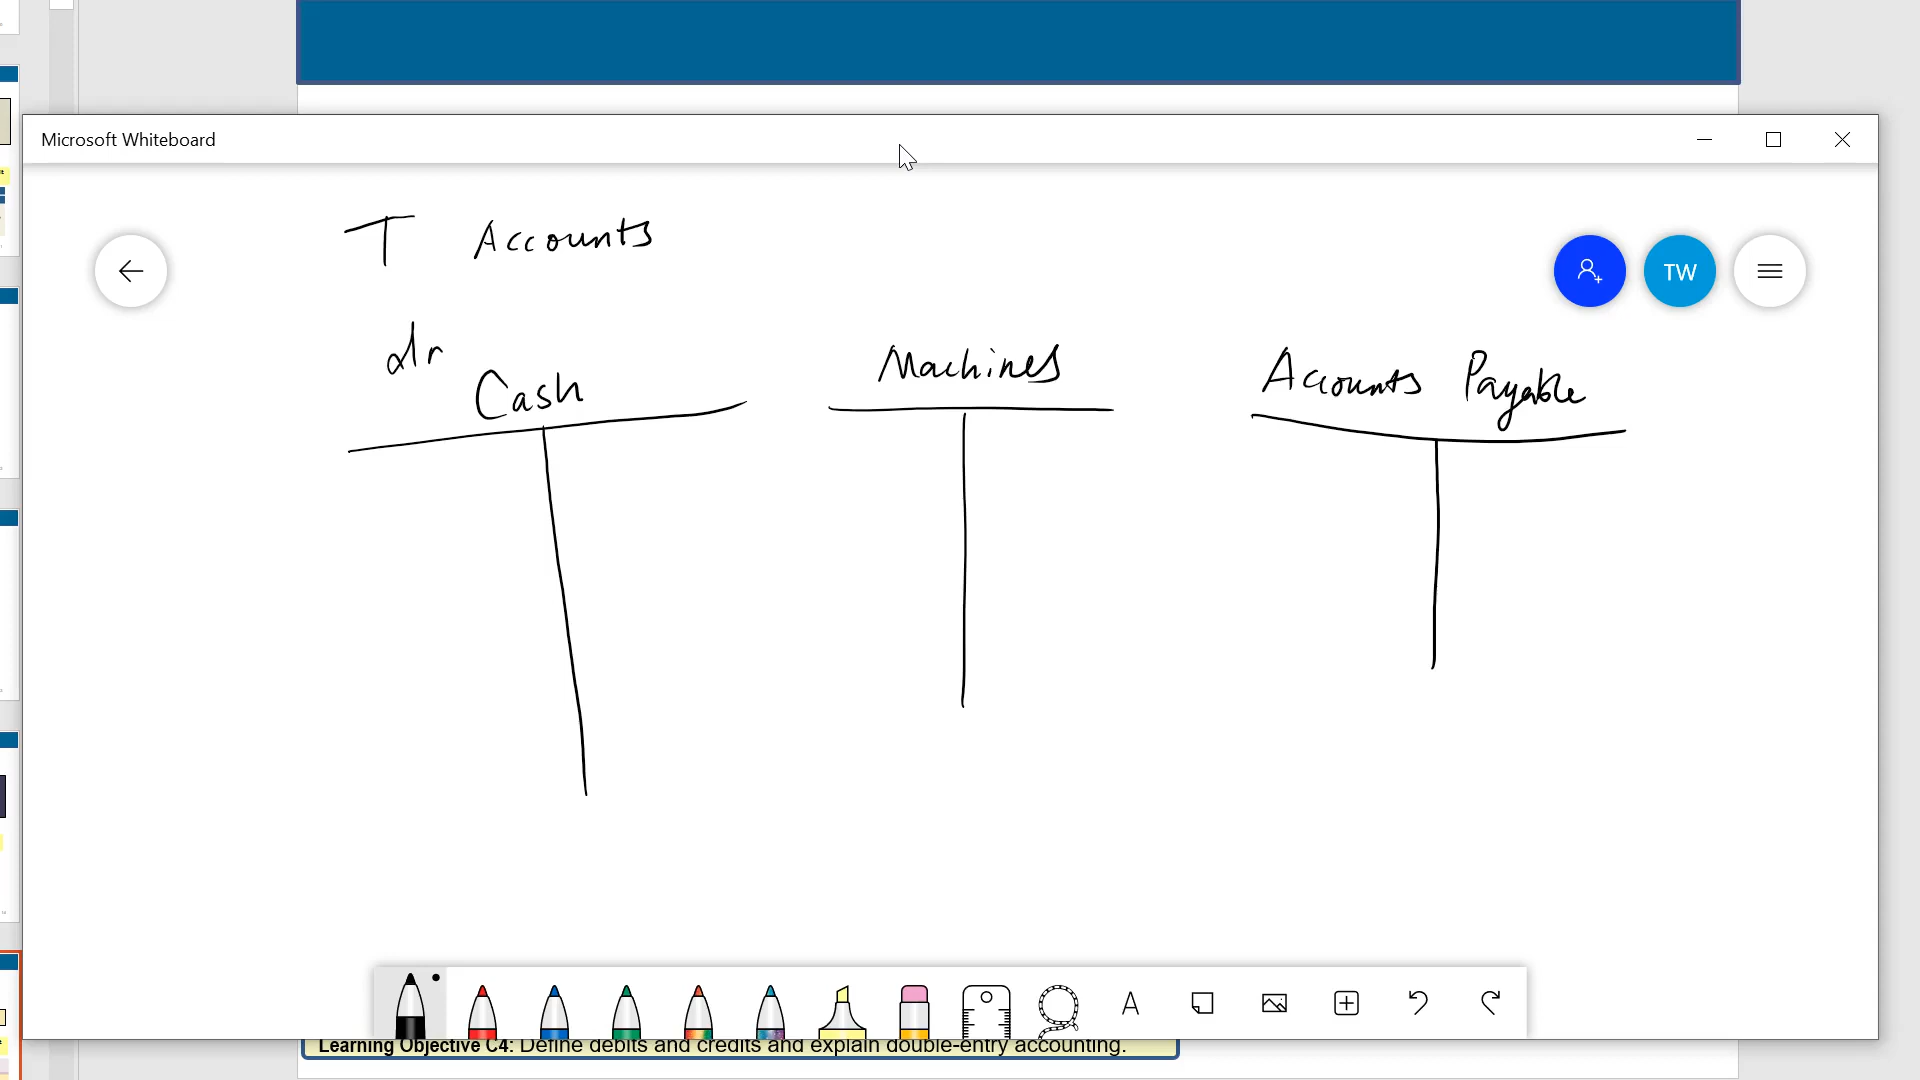 Microsoft Whiteboard
T Accounts
TW
dr
Cash
Machines
Accounts Payable
A
Learning Objective C4: Define debits and credits and explain double-entry accounting.